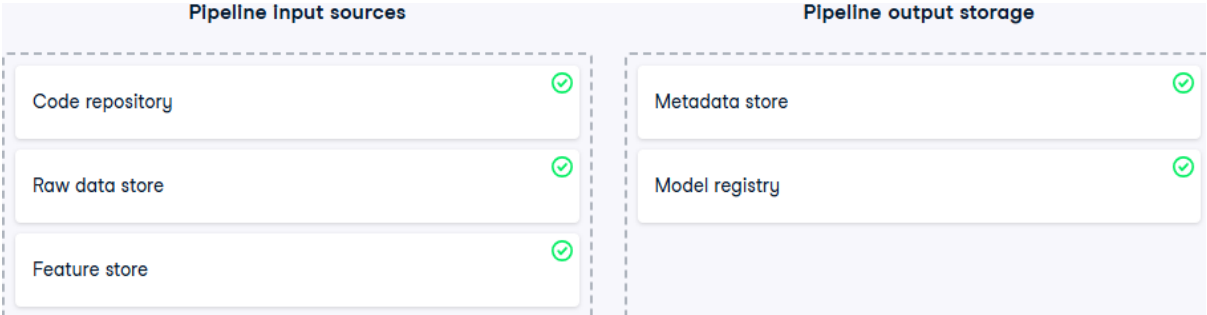 Pipeline input sources
Code repository
Raw data store
Feature store
Pipeline output storage
Metadata store
Model registry